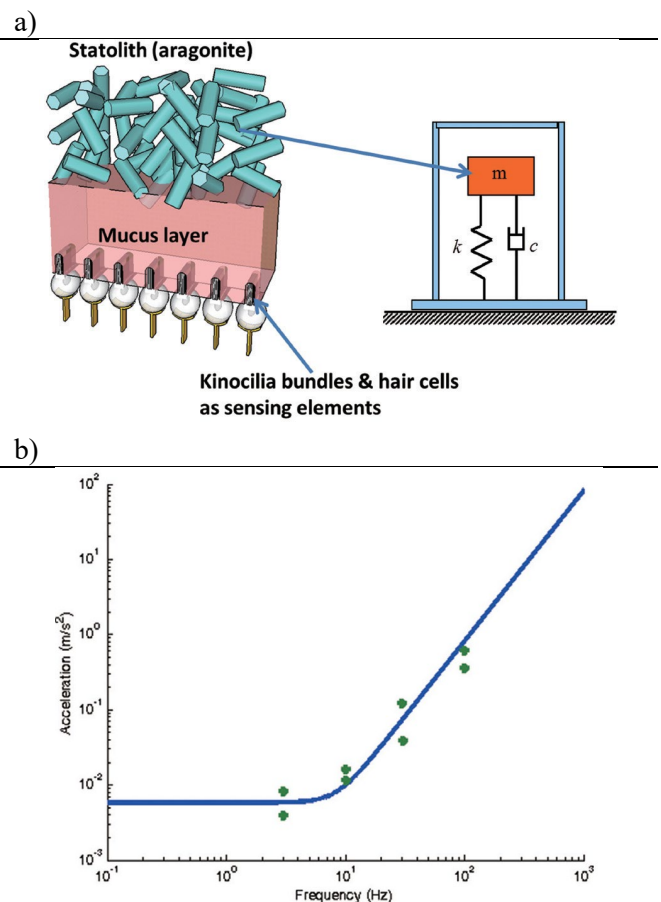 a)
Statolith (aragonite)
m
Mucus layer
k
c
Kinocilia bundles & hair cells
as sensing elements
b)
10²
10¹
10⁰
10⁻¹
10⁻²
10⁻³
Acceleration (m/s²)
10⁻¹ 10⁰ 10¹ 10² 10³
Frequency (Hz)